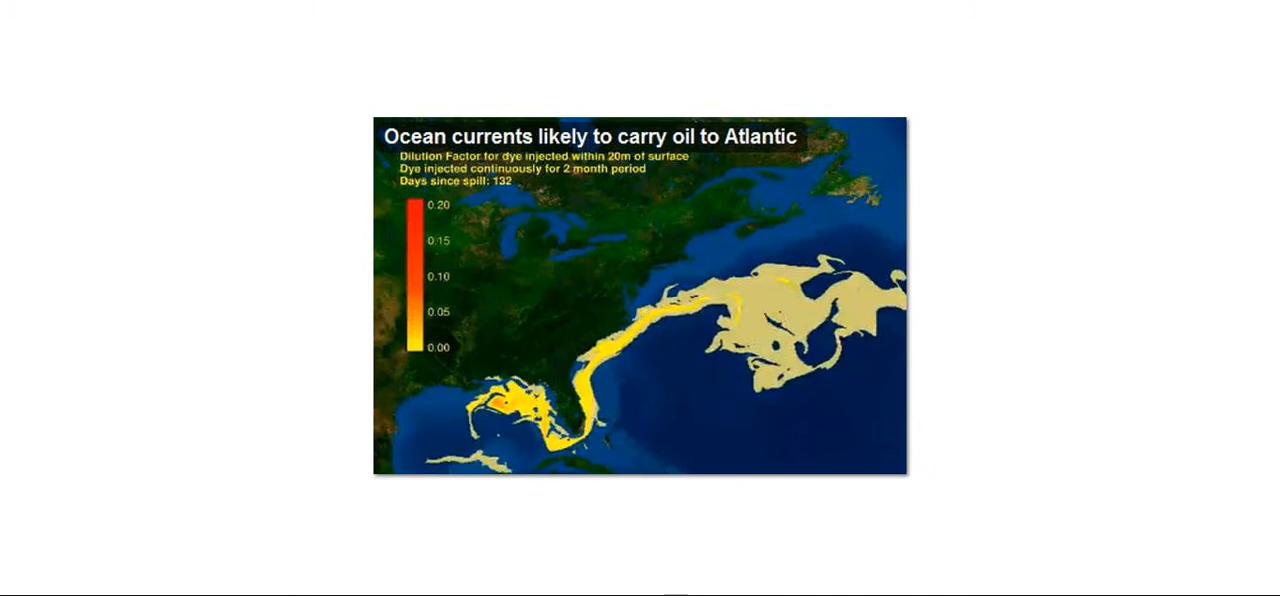 Ocean currents likely to carry oil to Atlantic
Dilution Factor for dye injected within 20m of surface
Dye injected continuously for 2 month period
Days since spill: 132
0.20
0.15
0.10
0.05
0.00